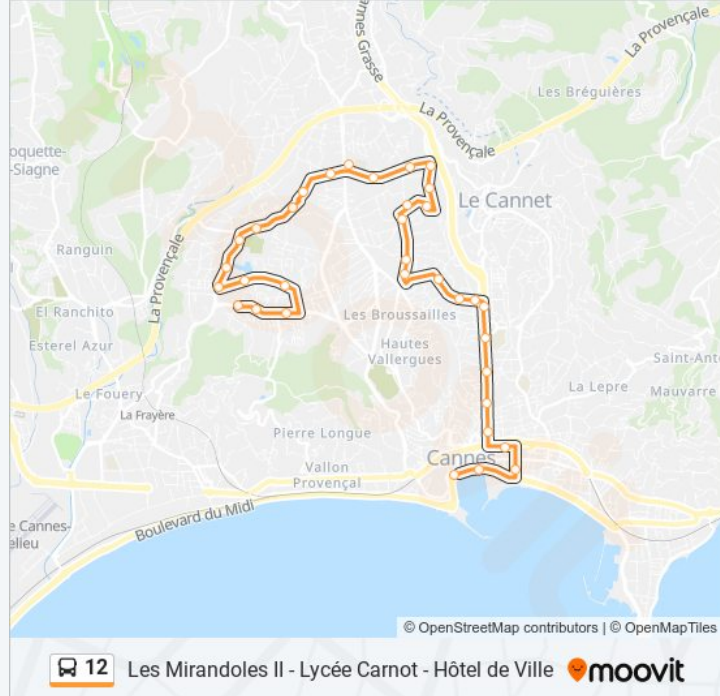 annes Grasse
La Provençale
Les Bréguières
La Provençale
oquette-
-Siagne
Le Cannet
Ranguin
La Provençale
El Ranchito
Les Broussailles
Esterel Azur
Hautes
Vallergues
Saint-Ant
La Lepre
Mauvarre
Le Fouery
La Frayère
Pierre Longue
Cannes
Vallon
Provençal
Boulevard du Midi
e Cannes-
elieu
© OpenStreetMap contributors | © OpenMapTiles
12 Les Mirandoles II - Lycée Carnot - Hôtel de Ville moovit